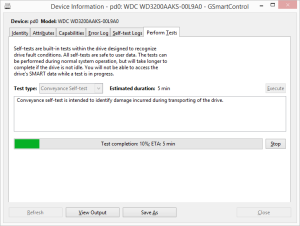 Device Information - pd0: WDC WD3200AAKS-00L9A0 - GSmartControl
Device: pd0 Model: WDC WD3200AAKS-00L9A0
Identity Attributes Capabilities Error Log Self-test Logs Perform Tests
Self-tests are built-in tests within the drive designed to recognize
drive fault conditions. All self-tests are safe to user data. The tests can
be performed during normal system operation, but will take longer to
complete if the drive is not idle. You will not be able to access the
drive's SMART data while a test is in progress.
Test type: Conveyance Self-test Estimated duration: 5 min Execute
Conveyance self-test is intended to identify damage incurred during transporting of the drive.
Test completion: 10%; ETA: 5 min Stop
Refresh View Output Save As Close